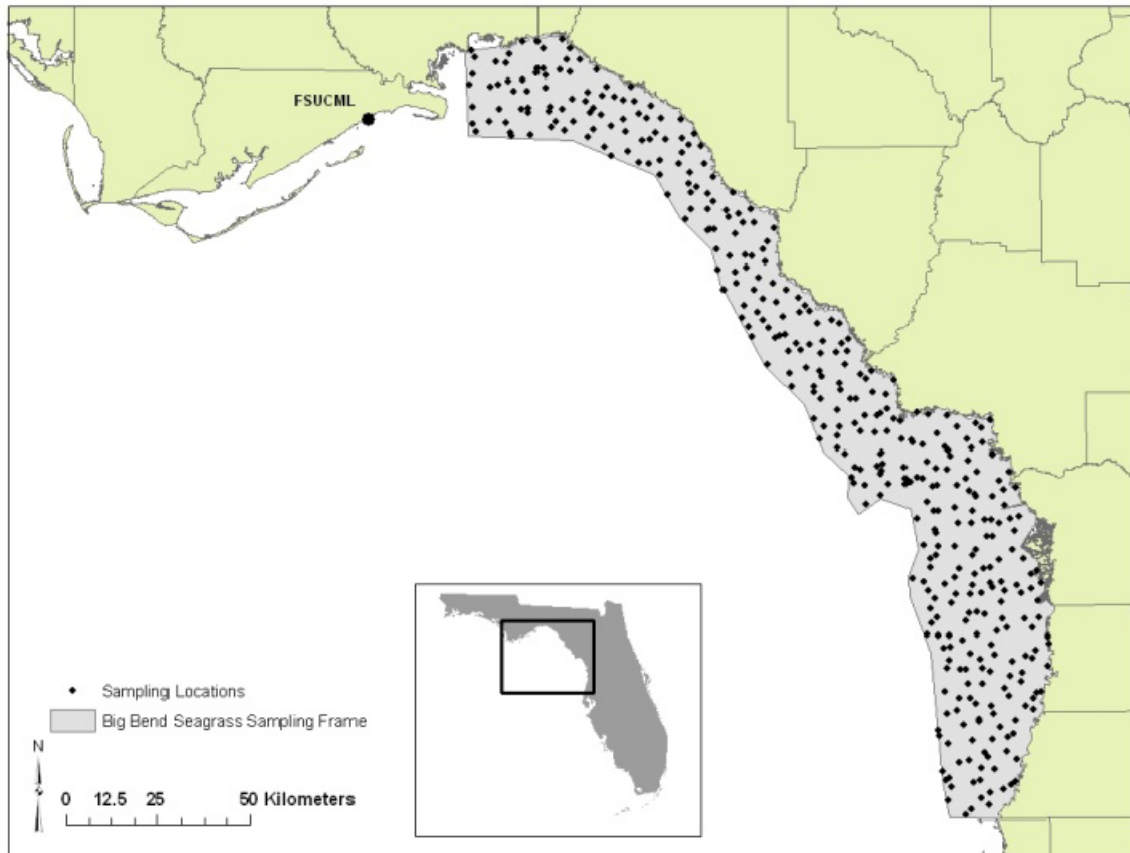 FSUCML
Sampling Locations
Big Bend Seagrass Sampling Frame
N
0 12.5 25 50 Kilometers